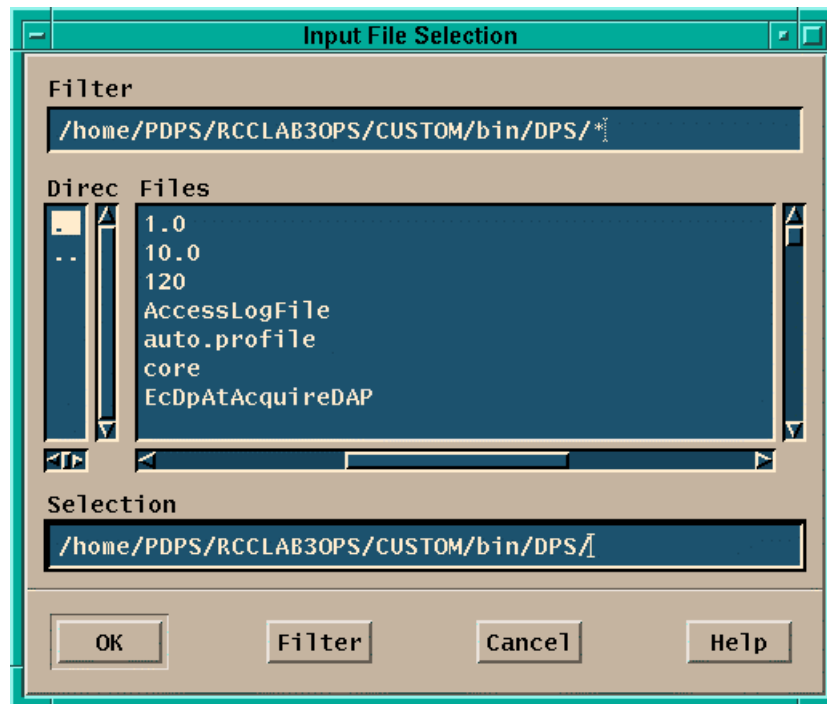 Input File Selection
Filter
/home/PDPS/RCCLAB3OPS/CUSTOM/bin/DPS/*
Direc Files
.
..
1.0
10.0
120
AccessLogFile
auto.profile
core
EcDpAtAcquireDAP
Selection
/home/PDPS/RCCLAB3OPS/CUSTOM/bin/DPS/
OK Filter Cancel Help